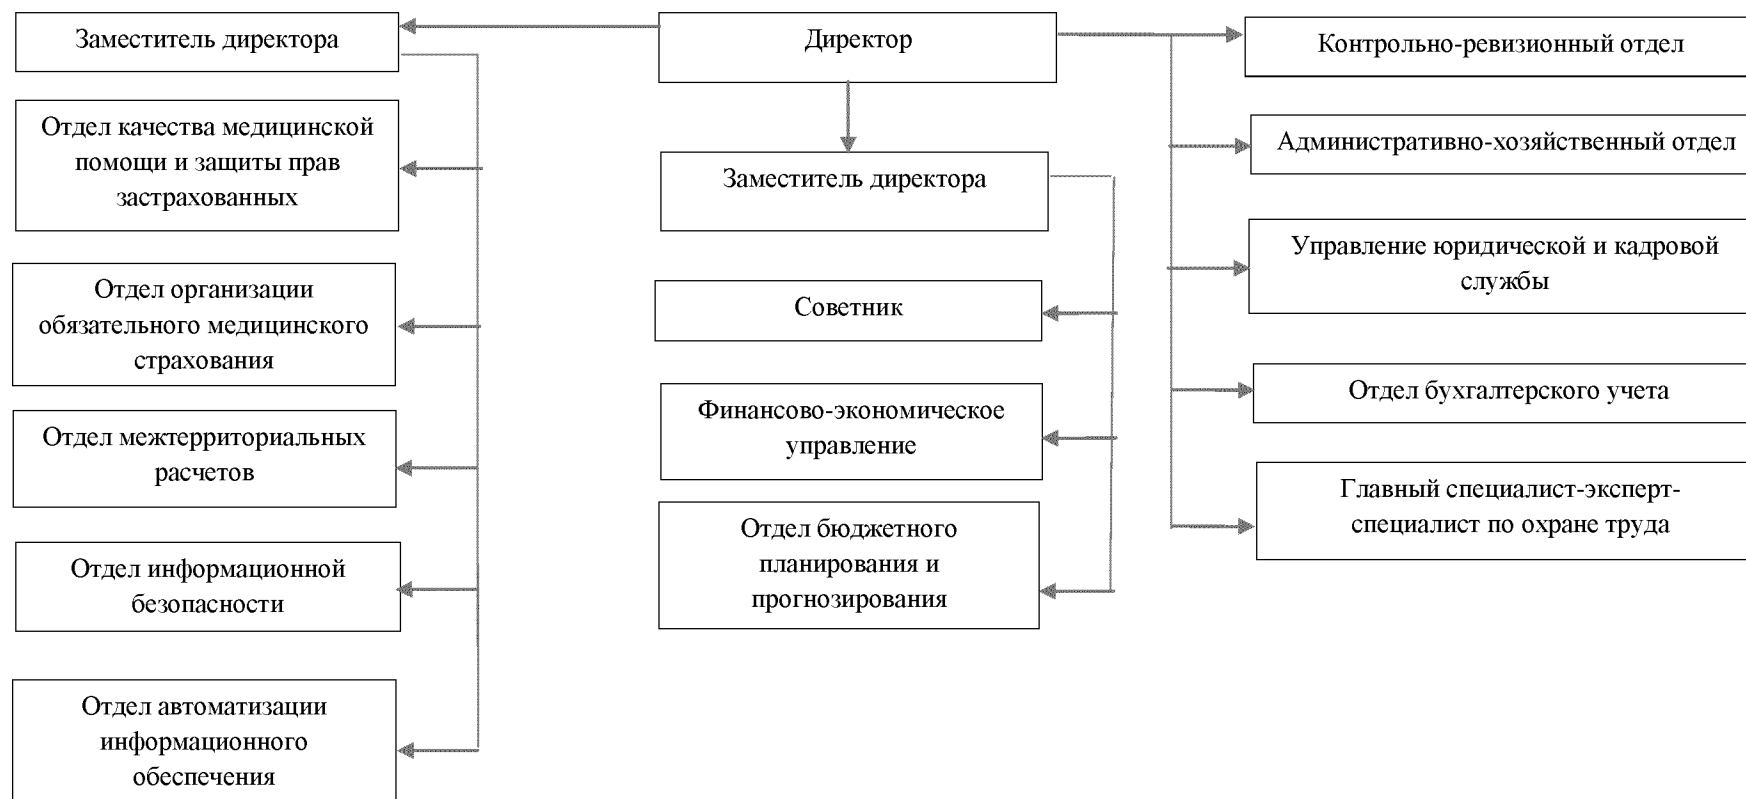 Заместитель директора
Отдел качества медицинской
помощи и защиты прав
застрахованных
Отдел организации
обязательного медицинского
страхования
Отдел межтерриториальных
расчетов
Отдел информационной
безопасности
Отдел автоматизации
информационного
обеспечения
Директор
Заместитель директора
Советник
Финансово-экономическое
управление
Отдел бюджетного
планирования и
прогнозирования
Контрольно-ревизионный отдел
Административно-хозяйственный отдел
Управление юридической и кадровой
службы
Отдел бухгалтерского учета
Главный специалист-эксперт-
специалист по охране труда